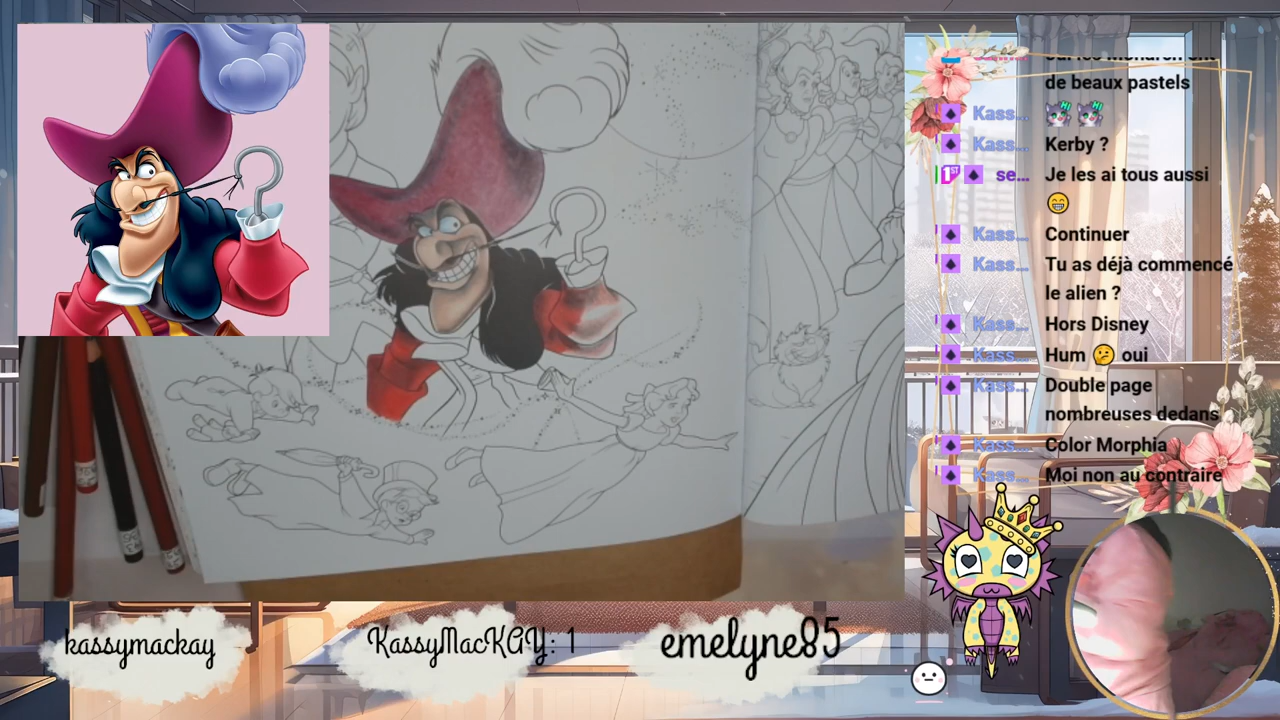 de beaux pastels
Kass...
Kass... Kerby ?
1ST se... Je les ai tous aussi
Kass... Continuer
Kass... Tu as déjà commencé
le alien ?
Kass... Hors Disney
Kass... Hum 🤔 oui
Kass... Double page
nombreuses dedans
Kass... Color Morphia
Kass... Moi non au contraire
kassymackay
KassyMacKAY: 1
emelyne85